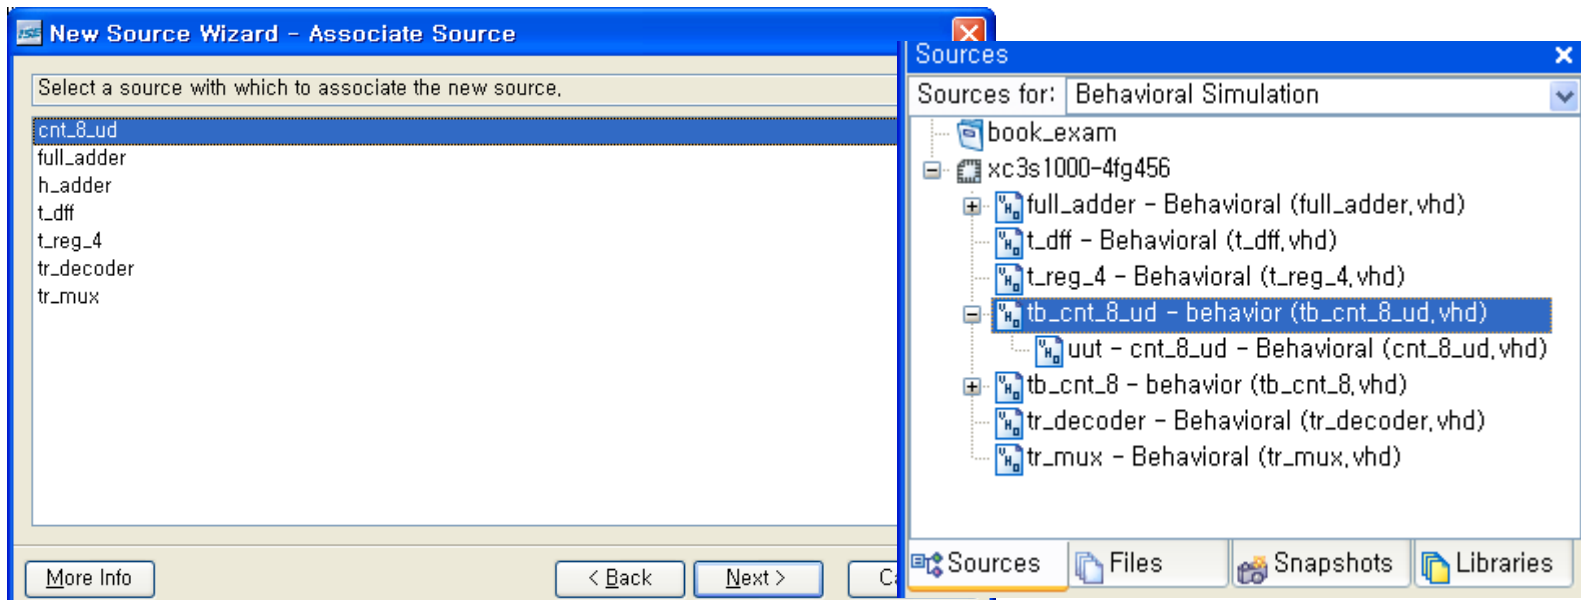 ISE New Source Wizard - Associate Source
Select a source with which to associate the new source.
cnt_8_ud
full_adder
h_adder
t_dff
t_reg_4
tr_decoder
tr_mux
More Info
< Back
Next >
Ca
Sources
Sources for: Behavioral Simulation
book_exam
xc3s1000-4fg456
full_adder - Behavioral (full_adder.vhd)
t_dff - Behavioral (t_dff.vhd)
t_reg_4 - Behavioral (t_reg_4.vhd)
tb_cnt_8_ud - behavior (tb_cnt_8_ud.vhd)
uut - cnt_8_ud - Behavioral (cnt_8_ud.vhd)
tb_cnt_8 - behavior (tb_cnt_8.vhd)
tr_decoder - Behavioral (tr_decoder.vhd)
tr_mux - Behavioral (tr_mux.vhd)
Sources
Files
Snapshots
Libraries